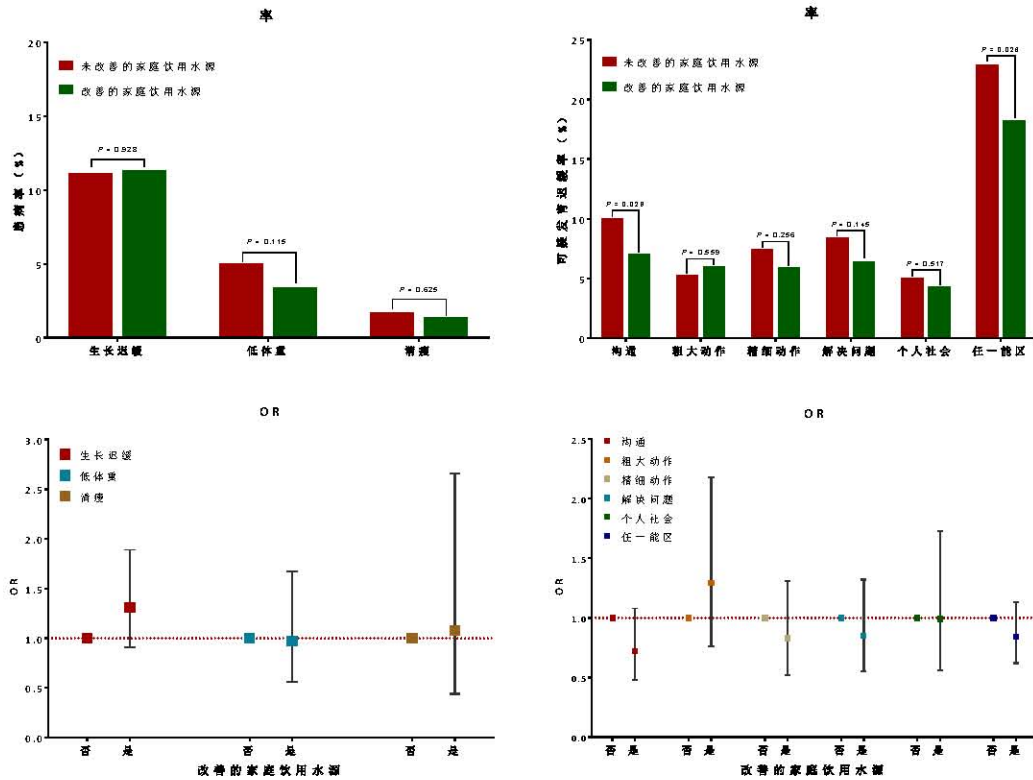 率
20
15
10
5
0
患病率（%）
未改善的家庭饮用水源
改善的家庭饮用水源
P = 0.928
P = 0.115
P = 0.625
生长迟缓
低体重
消瘦
率
25
20
15
10
5
0
可疑发育迟缓率（%）
未改善的家庭饮用水源
改善的家庭饮用水源
P = 0.028
P = 0.559
P = 0.256
P = 0.145
P = 0.517
P = 0.026
沟通
粗大动作
精细动作
解决问题
个人社会
任一能区
OR
3.0
2.5
2.0
1.5
1.0
0.5
0.0
OR
生长迟缓
低体重
消瘦
否 是 否 是 否 是
改善的家庭饮用水源
OR
2.5
2.0
1.5
1.0
0.5
0.0
OR
沟通
粗大动作
精细动作
解决问题
个人社会
任一能区
否 是 否 是 否 是 否 是 否 是 否 是
改善的家庭饮用水源